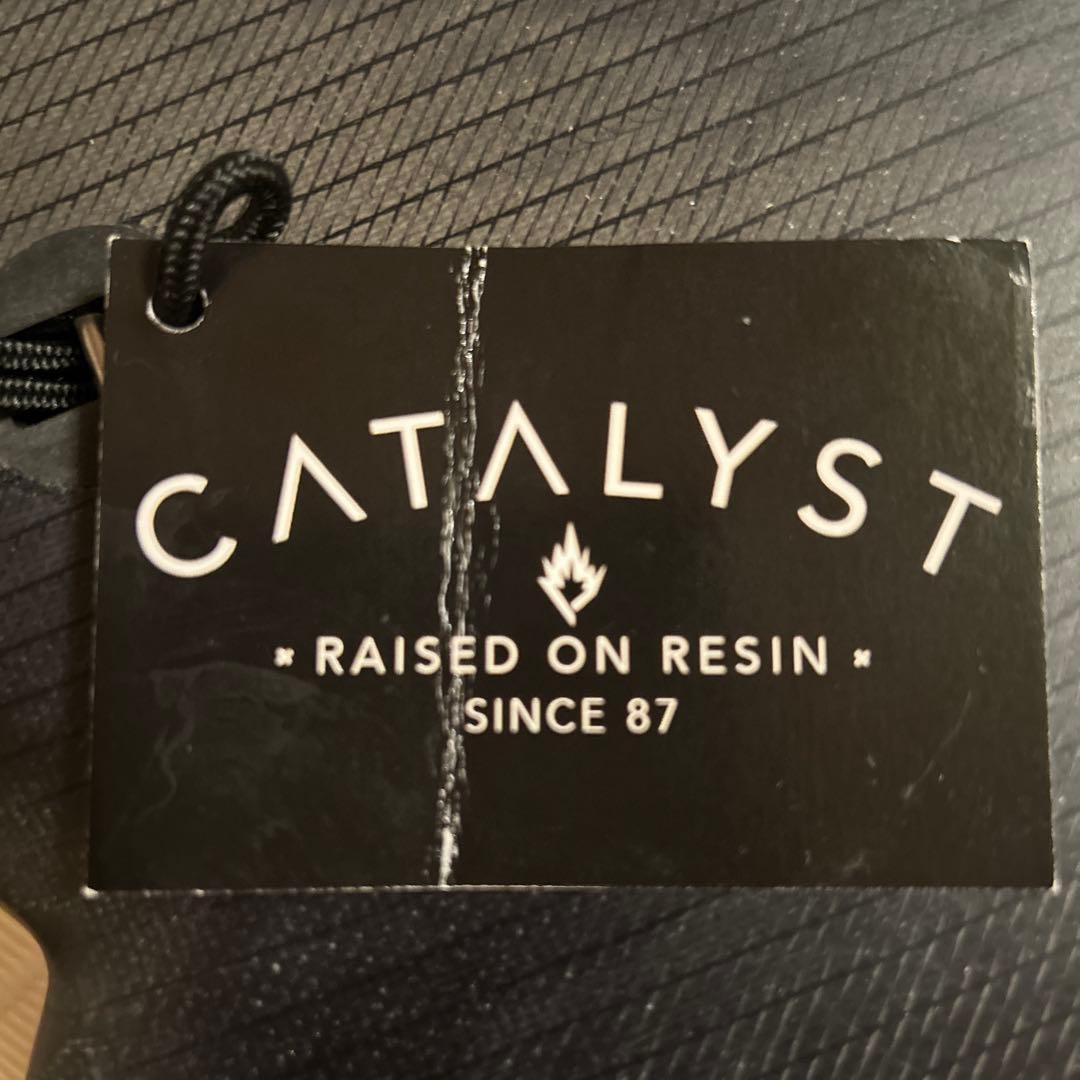 CATALYST
RAISED ON RESIN
SINCE 87